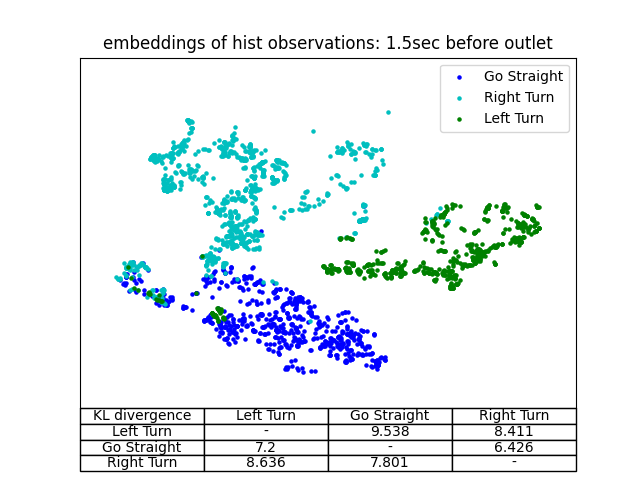 embeddings of hist observations: 1.5sec before outlet
Go Straight
Right Turn
Left Turn
KL divergence Left Turn Go Straight Right Turn
Left Turn - 9.538 8.411
Go Straight 7.2 - 6.426
Right Turn 8.636 7.801 -